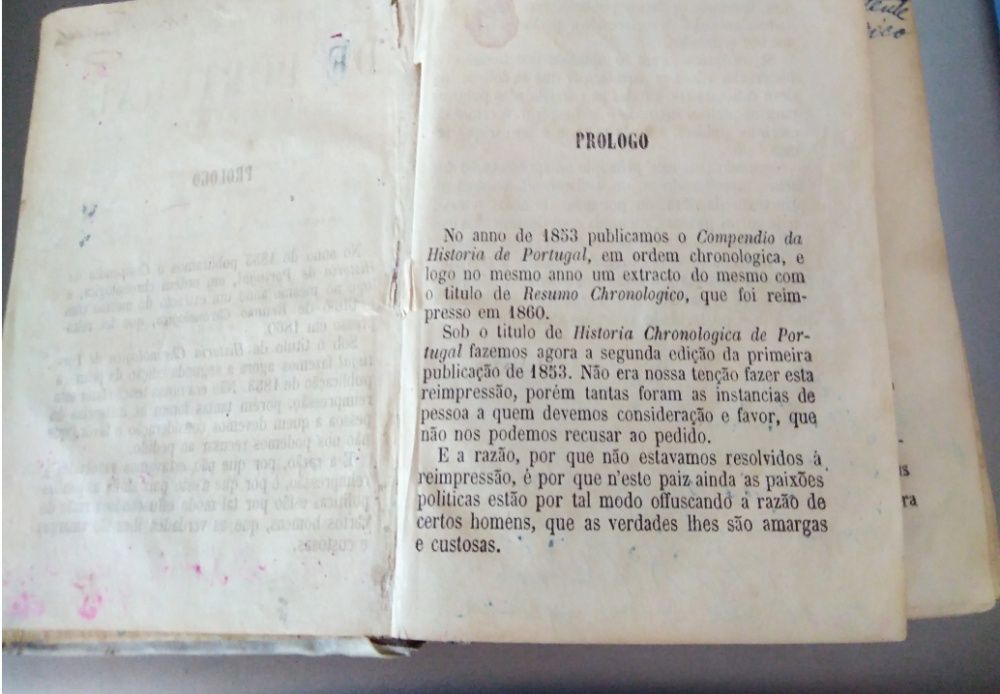 PROLOGO
No anno de 1853 publicamos o Compendio da
Historia de Portugal, em ordem chronologica, e
logo no mesmo anno um extracto do mesmo com
o titulo de Resumo Chronologico, que foi reim-
presso em 1860.
Sob o titulo de Historia Chronologica de Por-
tugal fazemos agora a segunda edição da primeira
publicação de 1853. Não era nossa tenção fazer esta
reimpressão, porém tantas foram as instancias de
pessoa a quem devemos consideração e favor, que
não nos podemos recusar ao pedido.
E a razão, por que não estavamos resolvidos á
reimpressão, é por que n'este paiz ainda as paixões
politicas estão por tal modo offuscando a razão de
certos homens, que as verdades lhes são amargas
e custosas.